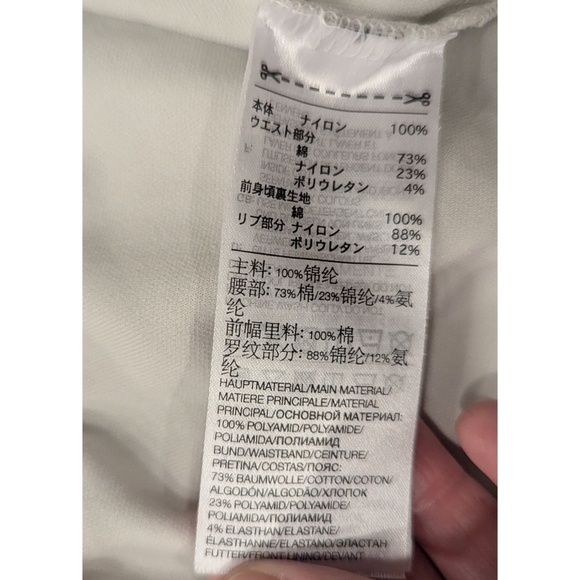 本体 ナイロン 100%
ウエスト部分
綿 73%
ナイロン 23%
ポリウレタン 4%
前身頃裏生地
綿 100%
リブ部分 ナイロン 88%
ポリウレタン 12%
主料: 100%锦纶
腰部: 73%棉/23%锦纶/4%氨
纶
前幅里料: 100%棉
罗纹部分: 88%锦纶/12%氨
纶
HAUPTMATERIAL/MAIN MATERIAL/
MATIERE PRINCIPALE/MATERIAL
PRINCIPAL/ОСНОВНОЙ МАТЕРИАЛ:
100% POLYAMID/POLYAMIDE/
POLIAMIDA/ПОЛИАМИД
BUND/WAISTBAND/CEINTURE/
PRETINA/COSTAS/ПОЯС:
73% BAUMWOLLE/COTTON/COTON/
ALGODÓN/ALGODÃO/ХЛОПОК
23% POLYAMID/POLYAMIDE/
POLIAMIDA/ПОЛИАМИД
4% ELASTHAN/ELASTANE/
ÉLASTHANNE/ELASTANO/ЭЛАСТАН
FUTTER/FRONT LINING/DEVANT